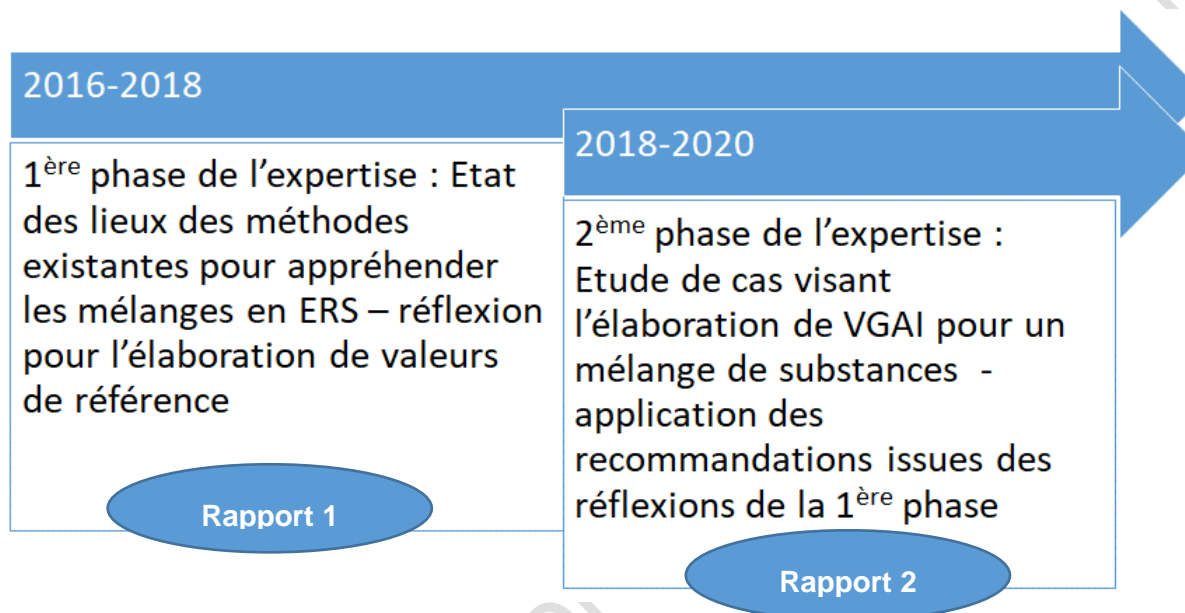 2016-2018
1ère phase de l'expertise : Etat
des lieux des méthodes
existantes pour appréhender
les mélanges en ERS – réflexion
pour l'élaboration de valeurs
de référence
Rapport 1
2018-2020
2ème phase de l'expertise :
Etude de cas visant
l'élaboration de VGAI pour un
mélange de substances -
application des
recommandations issues des
réflexions de la 1ère phase
Rapport 2